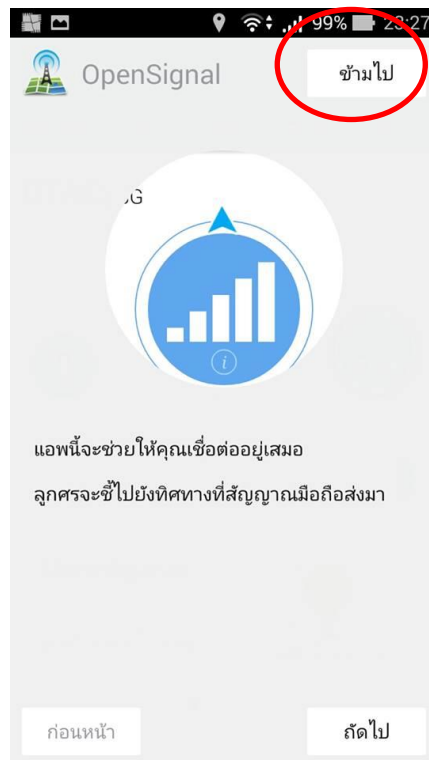 99% 23:27
OpenSignal
ข้ามไป
G
i
แอพนี้จะช่วยให้คุณเชื่อต่ออยู่เสมอ
ลูกศรจะชี้ไปยังทิศทางที่สัญญาณมือถือส่งมา
ก่อนหน้า
ถัดไป